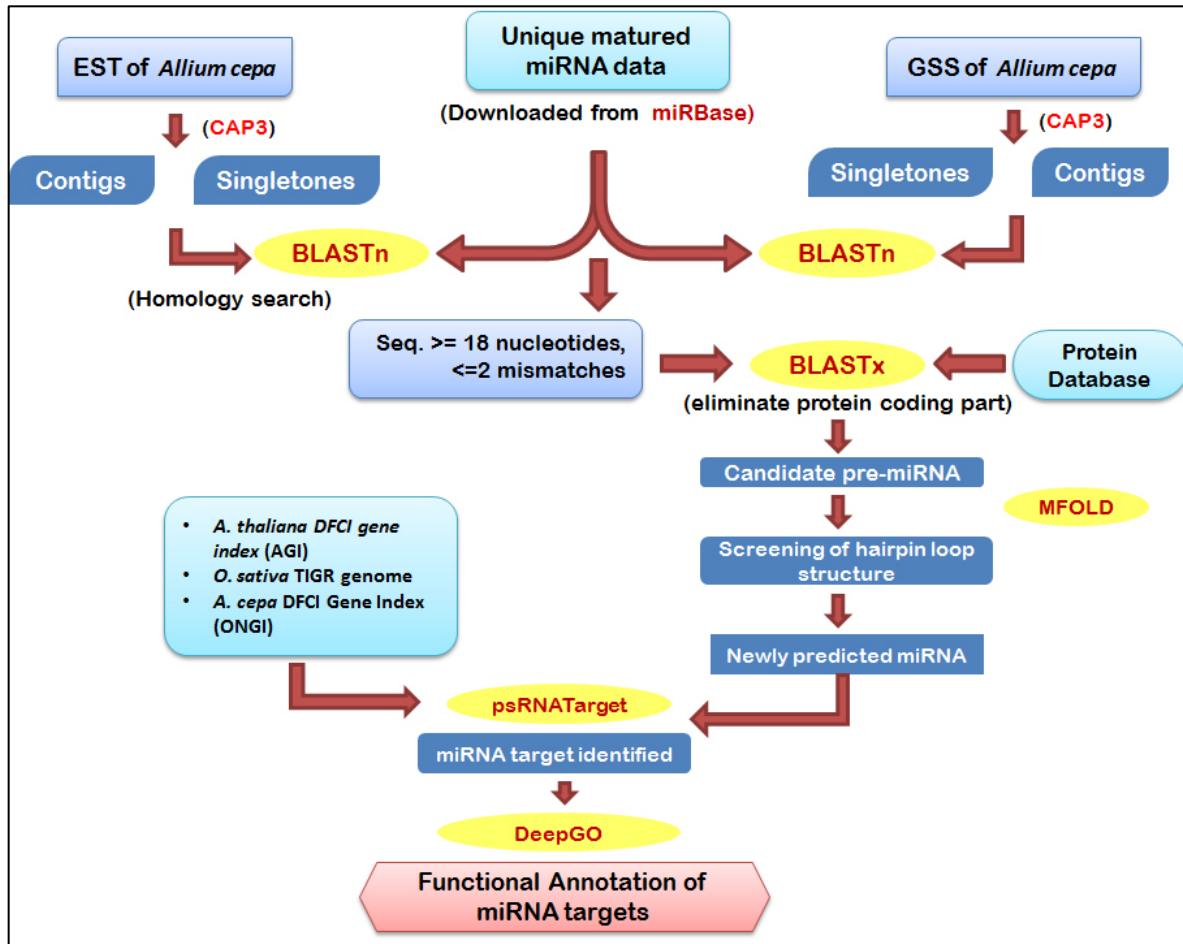 Unique matured
miRNA data
(Downloaded from miRBase)
EST of Allium cepa
(CAP3)
Contigs
Singletones
GSS of Allium cepa
(CAP3)
Singletones
Contigs
BLASTn
(Homology search)
BLASTn
Seq. >= 18 nucleotides,
<=2 mismatches
BLASTx
(eliminate protein coding part)
Protein
Database
Candidate pre-miRNA
MFOLD
Screening of hairpin loop
structure
Newly predicted miRNA
• A. thaliana DFCI gene
index (AGI)
• O. sativa TIGR genome
• A. cepa DFCI Gene Index
(ONGI)
psRNATarget
miRNA target identified
DeepGO
Functional Annotation of
miRNA targets